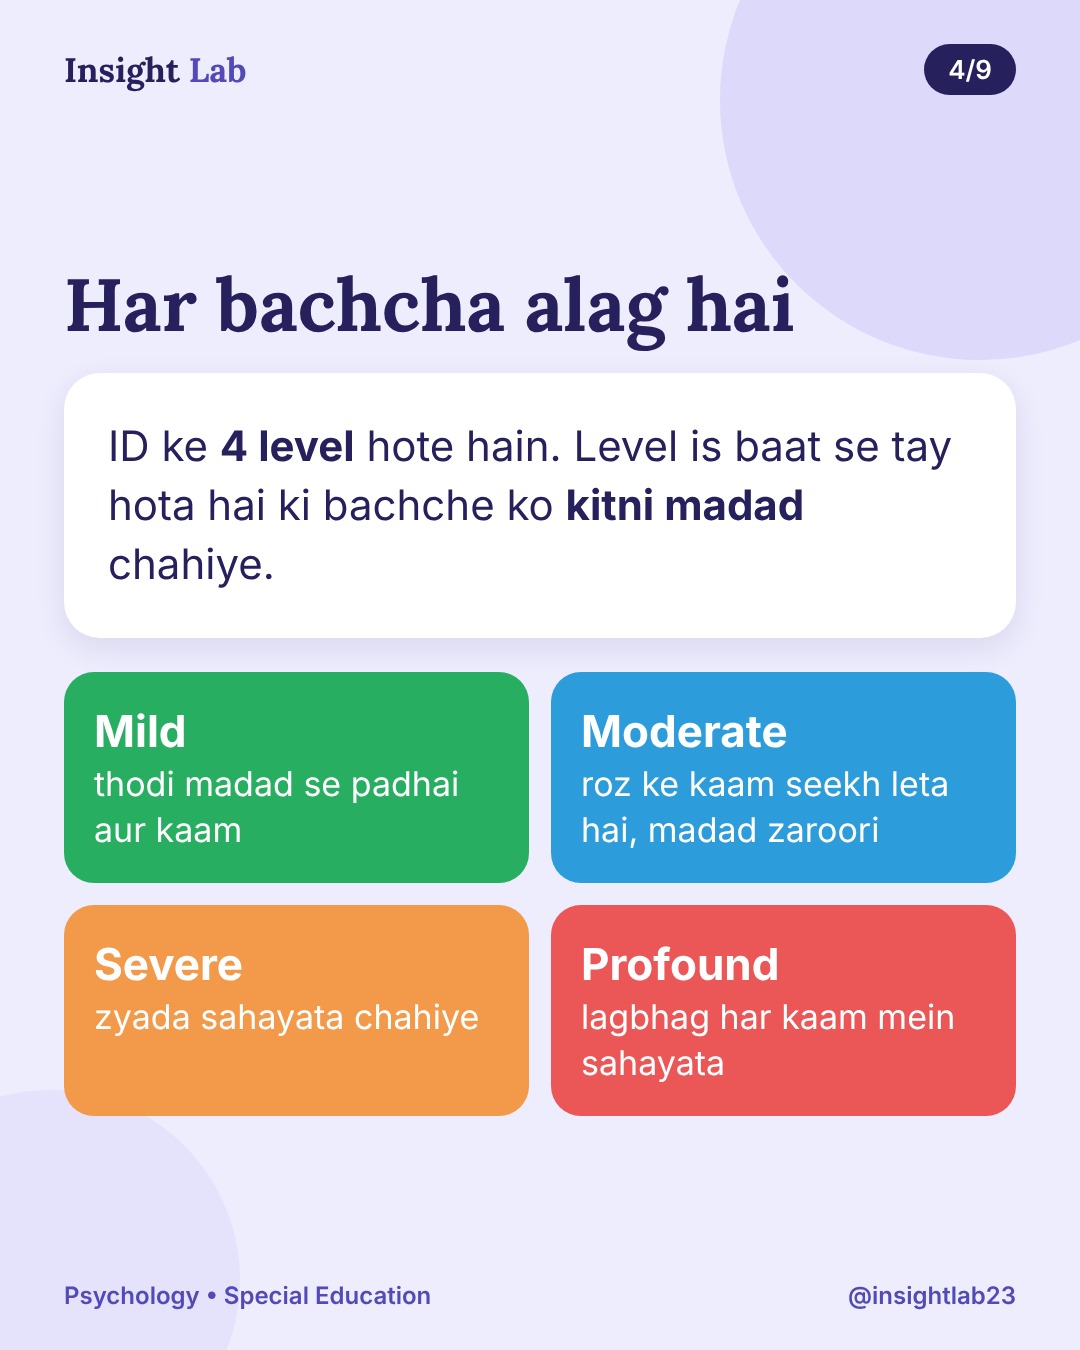 Insight Lab
4/9
Har bachcha alag hai
ID ke 4 level hote hain. Level is baat se tay
hota hai ki bachche ko kitni madad
chahiye.
Mild
thodi madad se padhai
aur kaam
Moderate
roz ke kaam seekh leta
hai, madad zaroori
Severe
zyada sahayata chahiye
Profound
lagbhag har kaam mein
sahayata
Psychology • Special Education
@insightlab23